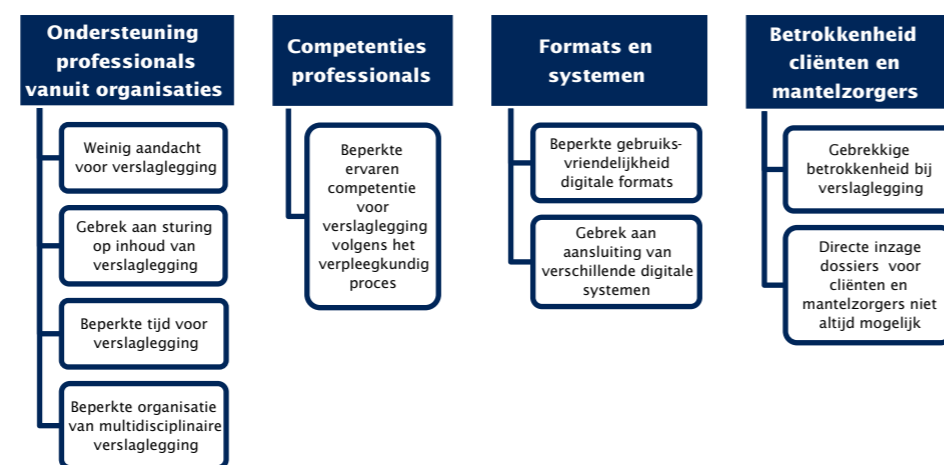 Ondersteuning
professionals
vanuit organisaties
Weinig aandacht
voor verslaglegging
Gebrek aan sturing
op inhoud van
verslaglegging
Beperkte tijd voor
verslaglegging
Beperkte organisatie
van multidisciplinaire
verslaglegging
Competenties
professionals
Beperkte
ervaren
competentie
voor
verslaglegging
volgens het
verpleegkundig
proces
Formats en
systemen
Beperkte gebruiks-
vriendelijkheid
digitale formats
Gebrek aan
aansluiting van
verschillende digitale
systemen
Betrokkenheid
cliënten en
mantelzorgers
Gebrekkige
betrokkenheid bij
verslaglegging
Directe inzage
dossiers voor
cliënten en
mantelzorgers niet
altijd mogelijk